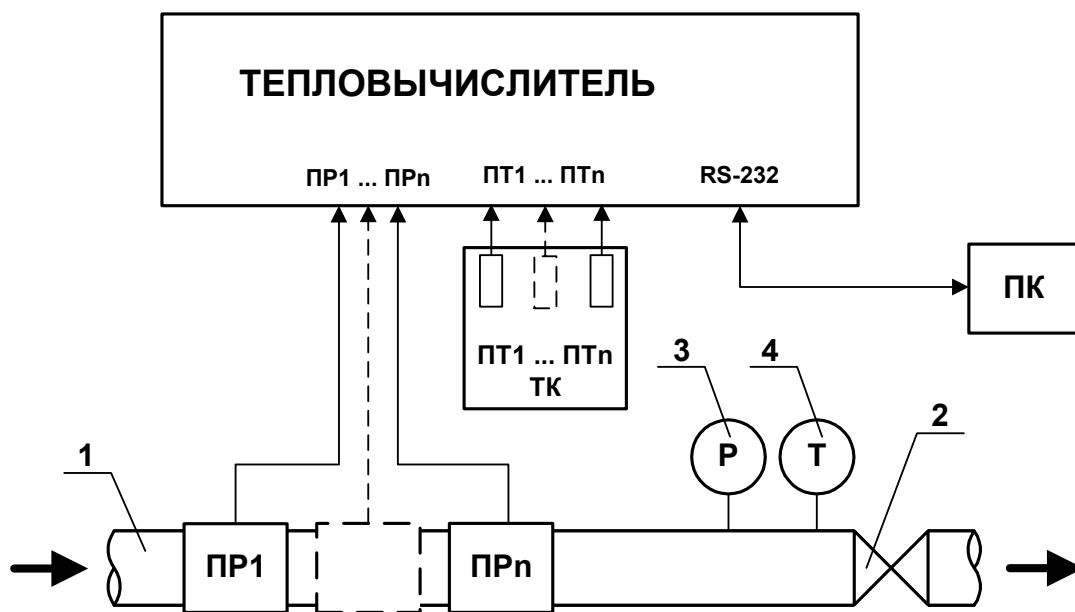 ТЕПЛОВЫЧИСЛИТЕЛЬ
ПР1 ... ПРn
ПТ1 ... ПТn
RS-232
ПК
ПТ1 ... ПТn
ТК
3
4
2
1
Р
Т
ПР1
ПРn